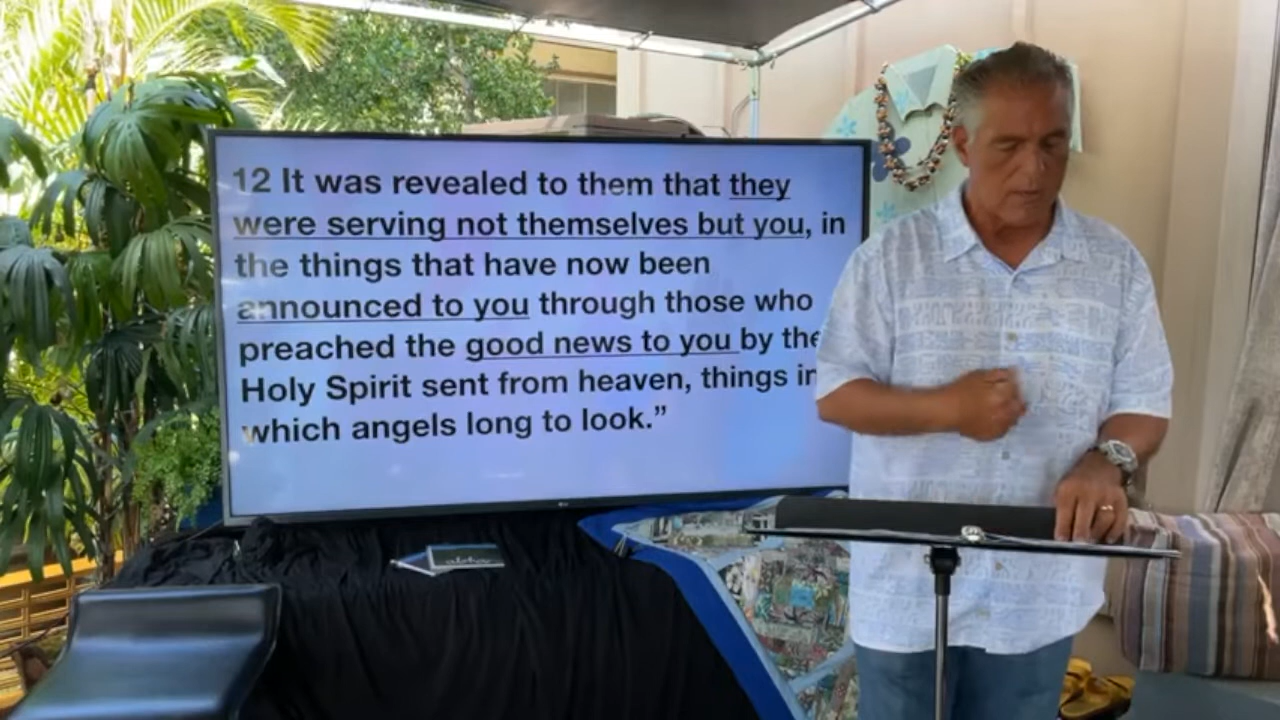 12 It was revealed to them that they
were serving not themselves but you, in
the things that have now been
announced to you through those who
preached the good news to you by the
Holy Spirit sent from heaven, things in
which angels long to look.”